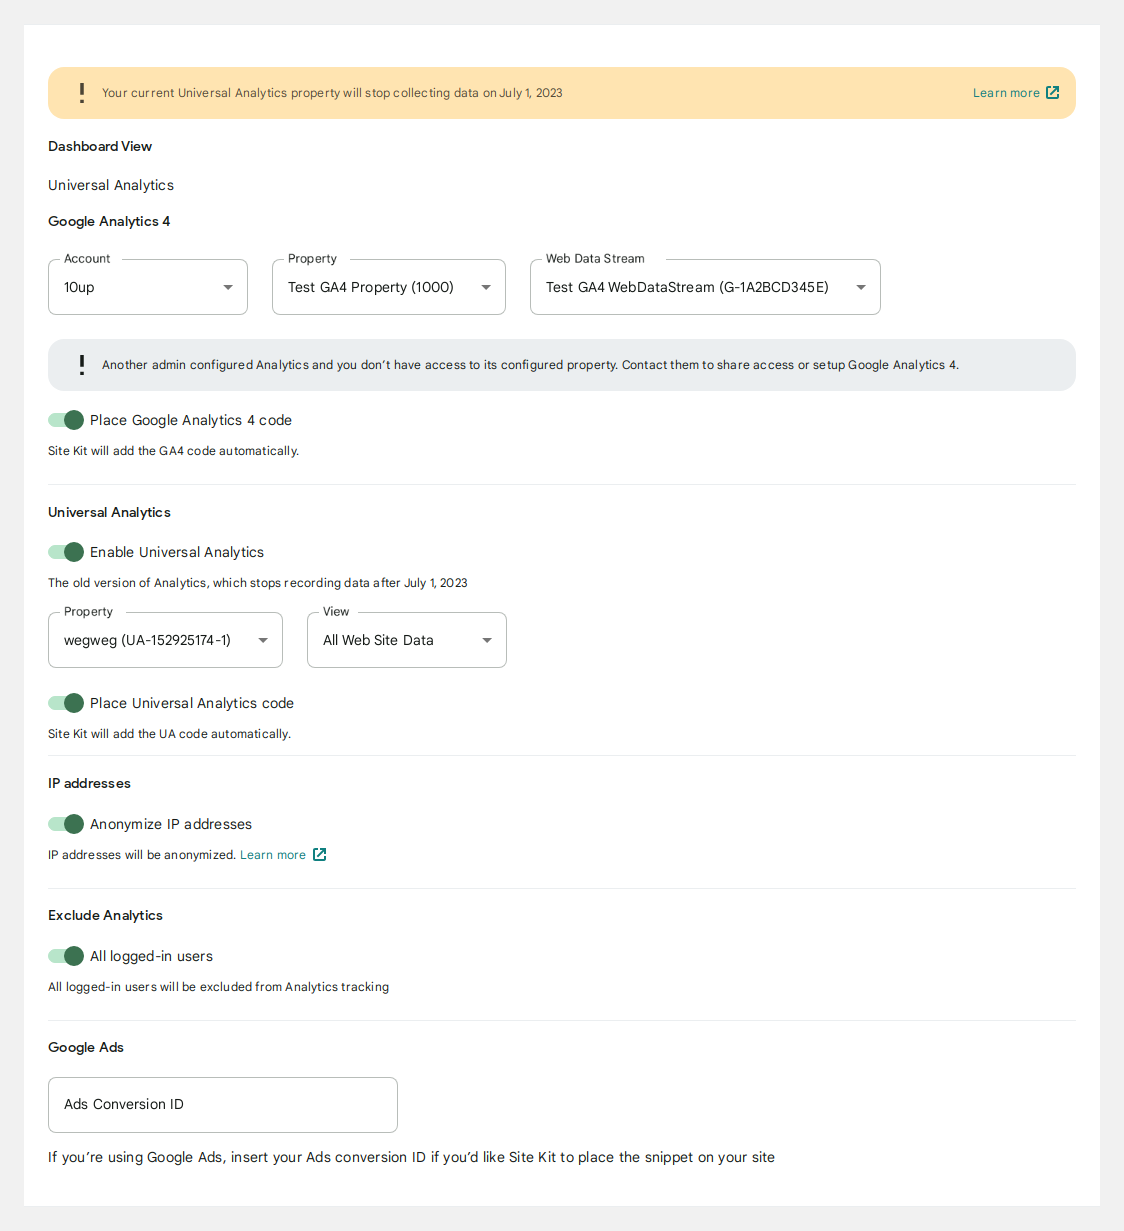 Your current Universal Analytics property will stop collecting data on July 1, 2023
Learn more
Dashboard View
Universal Analytics
Google Analytics 4
Account Property Web Data Stream
10up Test GA4 Property (1000) Test GA4 WebDataStream (G-1A2BCD345E)
Another admin configured Analytics and you don’t have access to its configured property. Contact them to share access or setup Google Analytics 4.
Place Google Analytics 4 code
Site Kit will add the GA4 code automatically.
Universal Analytics
Enable Universal Analytics
The old version of Analytics, which stops recording data after July 1, 2023
Property View
wegweg (UA-152925174-1) All Web Site Data
Place Universal Analytics code
Site Kit will add the UA code automatically.
IP addresses
Anonymize IP addresses
IP addresses will be anonymized. Learn more
Exclude Analytics
All logged-in users
All logged-in users will be excluded from Analytics tracking
Google Ads
Ads Conversion ID
If you’re using Google Ads, insert your Ads conversion ID if you’d like Site Kit to place the snippet on your site